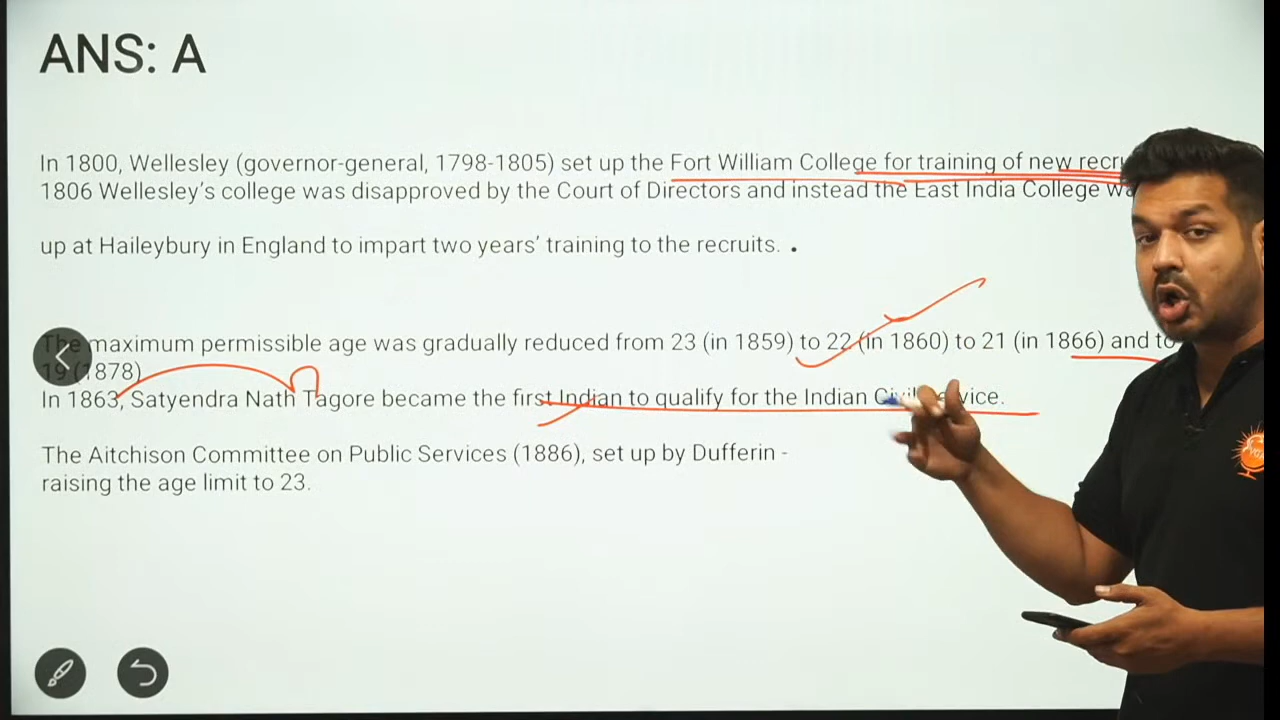 ANS: A
In 1800, Wellesley (governor-general, 1798-1805) set up the Fort William College for training of new
1806 Wellesley's college was disapproved by the Court of Directors and instead the East India College
up at Haileybury in England to impart two years' training to the recruits. .
The maximum permissible age was gradually reduced from 23 (in 1859) to 22 (in 1860) to 21 (in 1866) and to
19 (1878)
In 1863, Satyendra Nath Tagore became the first Indian to qualify for the Indian Civil Service.
The Aitchison Committee on Public Services (1886), set up by Dufferin -
raising the age limit to 23.